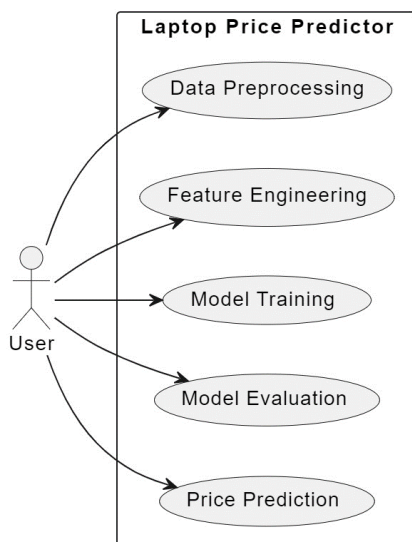 Laptop Price Predictor
Data Preprocessing
Feature Engineering
Model Training
User
Model Evaluation
Price Prediction